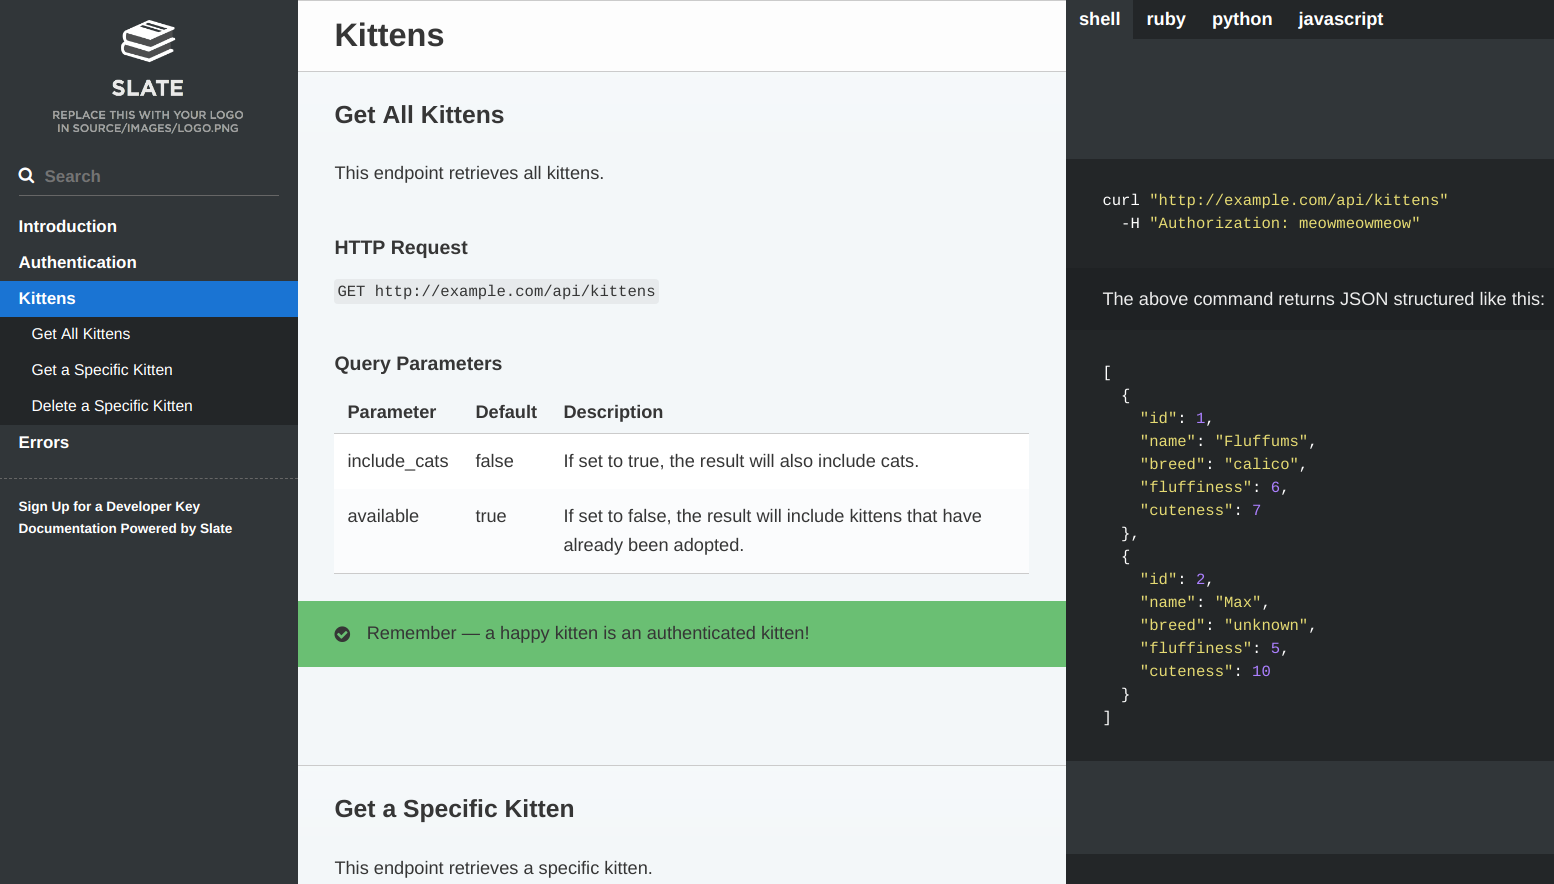 SLATE
REPLACE THIS WITH YOUR LOGO
IN SOURCE/IMAGES/LOGO.PNG
Search
Introduction
Authentication
Kittens
Get All Kittens
Get a Specific Kitten
Delete a Specific Kitten
Errors
Sign Up for a Developer Key
Documentation Powered by Slate
Kittens
Get All Kittens
This endpoint retrieves all kittens.
HTTP Request
GET http://example.com/api/kittens
Query Parameters
Parameter Default Description
include_cats false If set to true, the result will also include cats.
available true If set to false, the result will include kittens that have
already been adopted.
Remember — a happy kitten is an authenticated kitten!
Get a Specific Kitten
This endpoint retrieves a specific kitten.
shell ruby python javascript
curl "http://example.com/api/kittens"
  -H "Authorization: meowmeowmeow"
The above command returns JSON structured like this:
[
  {
    "id": 1,
    "name": "Fluffums",
    "breed": "calico",
    "fluffiness": 6,
    "cuteness": 7
  },
  {
    "id": 2,
    "name": "Max",
    "breed": "unknown",
    "fluffiness": 5,
    "cuteness": 10
  }
]